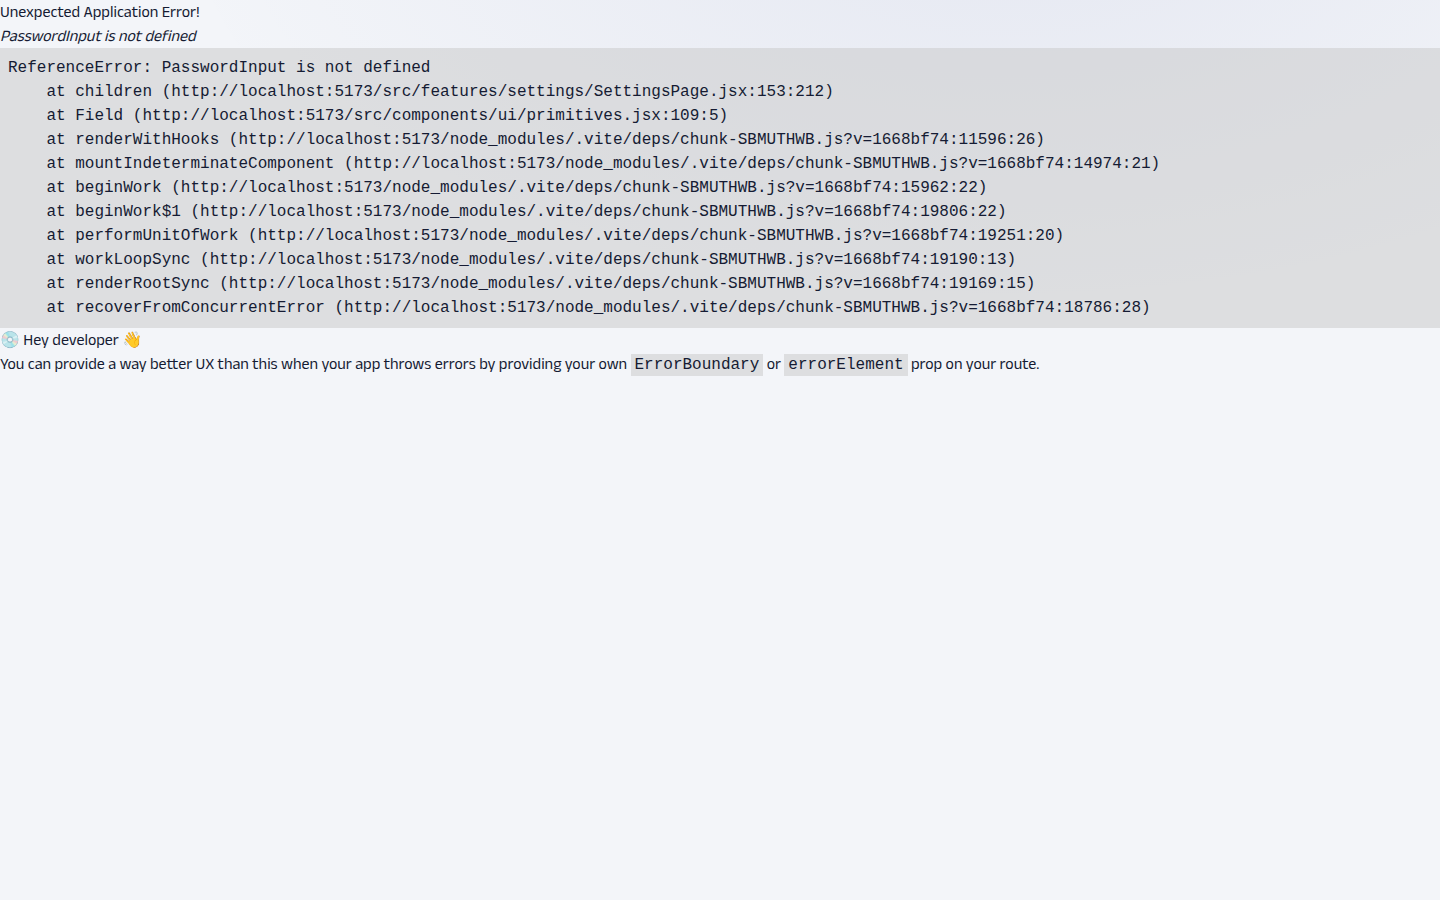 Unexpected Application Error!
PasswordInput is not defined
ReferenceError: PasswordInput is not defined
    at children (http://localhost:5173/src/features/settings/SettingsPage.jsx:153:212)
    at Field (http://localhost:5173/src/components/ui/primitives.jsx:109:5)
    at renderWithHooks (http://localhost:5173/node_modules/.vite/deps/chunk-SBMUTHWB.js?v=1668bf74:11596:26)
    at mountIndeterminateComponent (http://localhost:5173/node_modules/.vite/deps/chunk-SBMUTHWB.js?v=1668bf74:14974:21)
    at beginWork (http://localhost:5173/node_modules/.vite/deps/chunk-SBMUTHWB.js?v=1668bf74:15962:22)
    at beginWork$1 (http://localhost:5173/node_modules/.vite/deps/chunk-SBMUTHWB.js?v=1668bf74:19806:22)
    at performUnitOfWork (http://localhost:5173/node_modules/.vite/deps/chunk-SBMUTHWB.js?v=1668bf74:19251:20)
    at workLoopSync (http://localhost:5173/node_modules/.vite/deps/chunk-SBMUTHWB.js?v=1668bf74:19190:13)
    at renderRootSync (http://localhost:5173/node_modules/.vite/deps/chunk-SBMUTHWB.js?v=1668bf74:19169:15)
    at recoverFromConcurrentError (http://localhost:5173/node_modules/.vite/deps/chunk-SBMUTHWB.js?v=1668bf74:18786:28)
💿 Hey developer 👋
You can provide a way better UX than this when your app throws errors by providing your own ErrorBoundary or errorElement prop on your route.